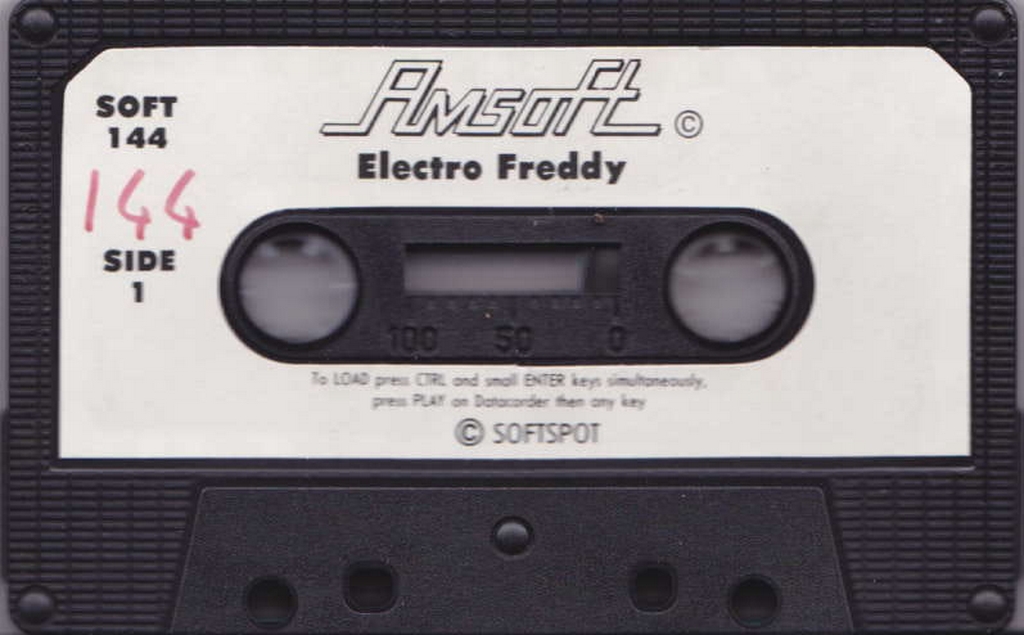 Amsoft ©
SOFT
144
Electro Freddy
144
SIDE
1
100 50 0
To LOAD press CTRL and small ENTER keys simultaneously,
press PLAY on Datacorder then any key
© SOFTSPOT